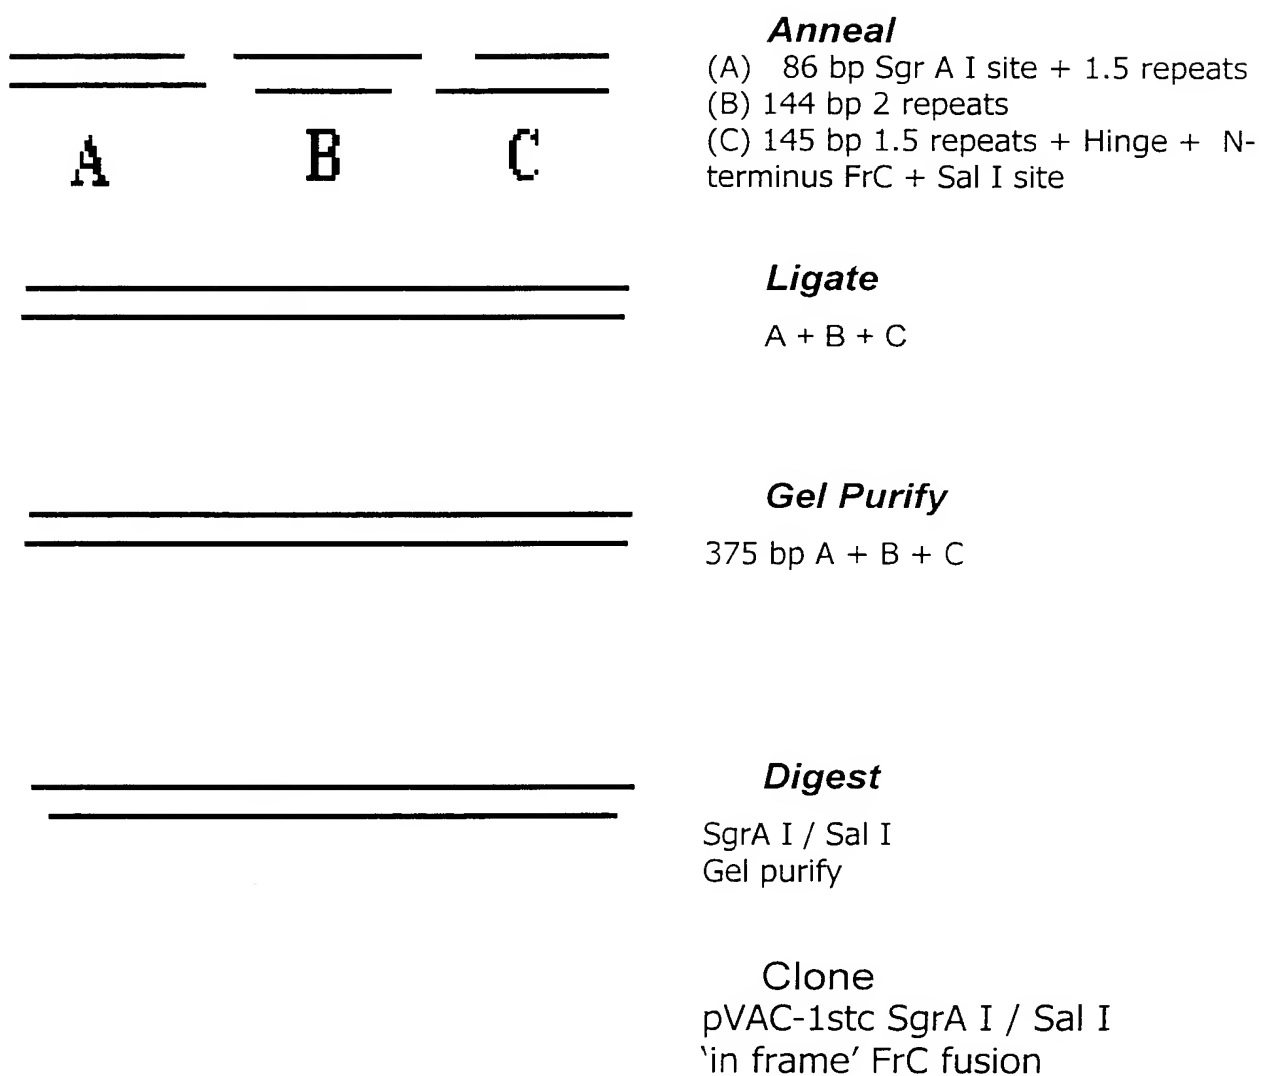 Anneal
(A) 86 bp Sgr A I site + 1.5 repeats
(B) 144 bp 2 repeats
(C) 145 bp 1.5 repeats + Hinge + N-
terminus FrC + Sal I site
A B C
Ligate
A + B + C
Gel Purify
375 bp A + B + C
Digest
SgrA I / Sal I
Gel purify
Clone
pVAC-1stc SgrA I / Sal I
‘in frame’ FrC fusion